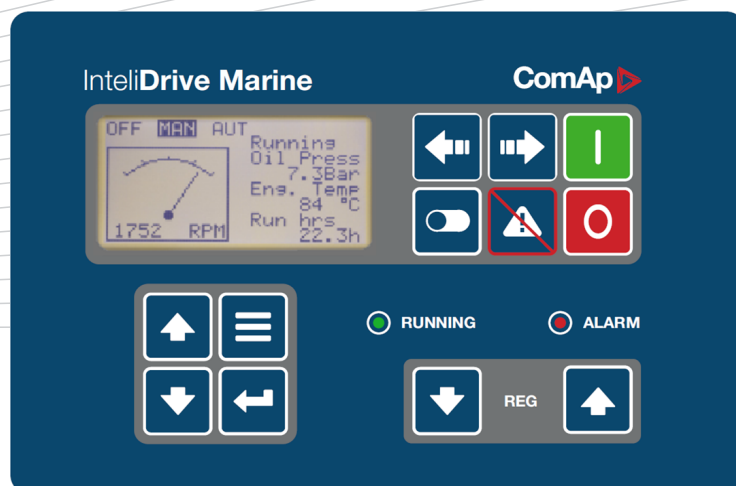 InteliDrive Marine
ComAp
OFF MAN AUT
Running
Oil Press
7.3Bar
Eng. Temp
84 °C
Run hrs
22.3h
1752 RPM
RUNNING
ALARM
REG